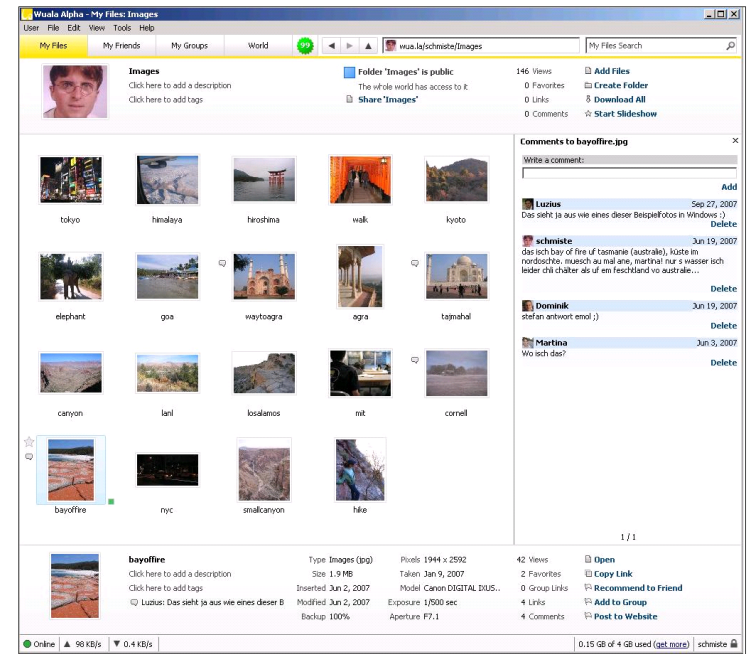 Wuala Alpha - My Files: Images
User File Edit View Tools Help
My Files My Friends My Groups World 99 wua.la/schmiste/Images My Files Search
Images
Click here to add a description
Click here to add tags
Folder 'Images' is public
The whole world has access to it
Share 'Images'
146 Views
0 Favorites
0 Links
0 Comments
Add Files
Create Folder
Download All
Start Slideshow
tokyo himalaya hiroshima walk kyoto
elephant goa waytoagra agra tajmahal
canyon lanl losalamos mit cornell
bayoffire nyc smallcanyon hike
Comments to bayoffire.jpg
Write a comment:
Add
Luzius Sep 27, 2007
Das sieht ja aus wie eines dieser Beispielfotos in Windows :)
Delete
schmiste Jun 19, 2007
das isch bay of fire uf tasmanie (australie), küste im
nordoschte. muesch au mal ane, martina! nur s wasser isch
leider chli chälter als uf em feschtland vo australie...
Delete
Dominik Jun 19, 2007
stefan antwort emol ;)
Delete
Martina Jun 3, 2007
Wo isch das?
Delete
1 / 1
bayoffire
Click here to add a description
Click here to add tags
Luzius: Das sieht ja aus wie eines dieser B
Type Images (jpg)
Size 1.9 MB
Inserted Jun 2, 2007
Modified Jun 2, 2007
Backup 100%
Pixels 1944 x 2592
Taken Jan 9, 2007
Model Canon DIGITAL IXUS..
Exposure 1/500 sec
Aperture F7.1
42 Views
2 Favorites
0 Group Links
4 Links
4 Comments
Open
Copy Link
Recommend to Friend
Add to Group
Post to Website
Online 98 KB/s 0.4 KB/s 0.15 GB of 4 GB used (get more) schmiste